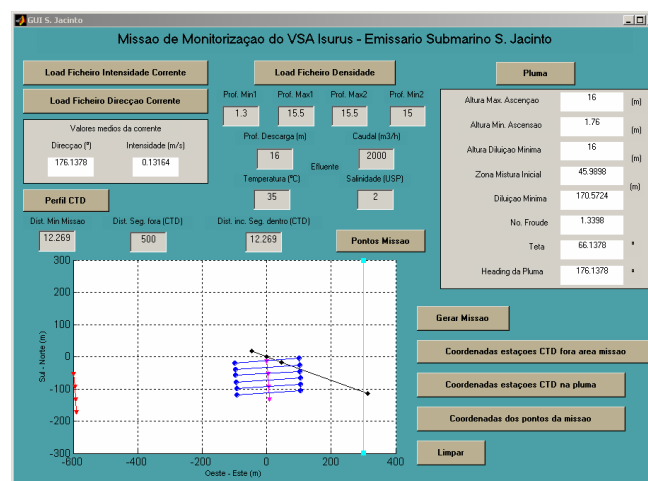 GUI S. Jacinto
Missao de Monitorizaçao do VSA Isurus - Emissario Submarino S. Jacinto
Load Ficheiro Intensidade Corrente
Load Ficheiro Densidade
Pluma
Load Ficheiro Direcçao Corrente
Prof. Min1 Prof. Max1 Prof. Max2 Prof. Min2
1.3 15.5 15.5 15
Valores medios da corrente
Direcçao (º) Intensidade (m/s)
176.1378 0.13164
Prof. Descarga (m) Caudal (m3/h)
16 2000
Efluente
Temperatura (ºC) Salinidade (USP)
35 2
Altura Max. Ascençao 16 (m)
Altura Min. Ascensao 1.76 (m)
Altura Diluiçao Minima 16 (m)
Zona Mistura Inicial 45.9898 (m)
Diluiçao Minima 170.5724
No. Froude 1.3398
Teta 66.1378 º
Heading da Pluma 176.1378 º
Perfil CTD
Dist. Min Missao Dist. Seg. fora (CTD) Dist. inc. Seg. dentro (CTD)
12.269 500 12.269
Pontos Missao
300
200
100
0
-100
-200
-300
Sul - Norte (m)
-600 -400 -200 0 200 400
Oeste - Este (m)
Gerar Missao
Coordenadas estaçoes CTD fora area missao
Coordenadas estaçoes CTD na pluma
Coordenadas dos pontos da missao
Limpar